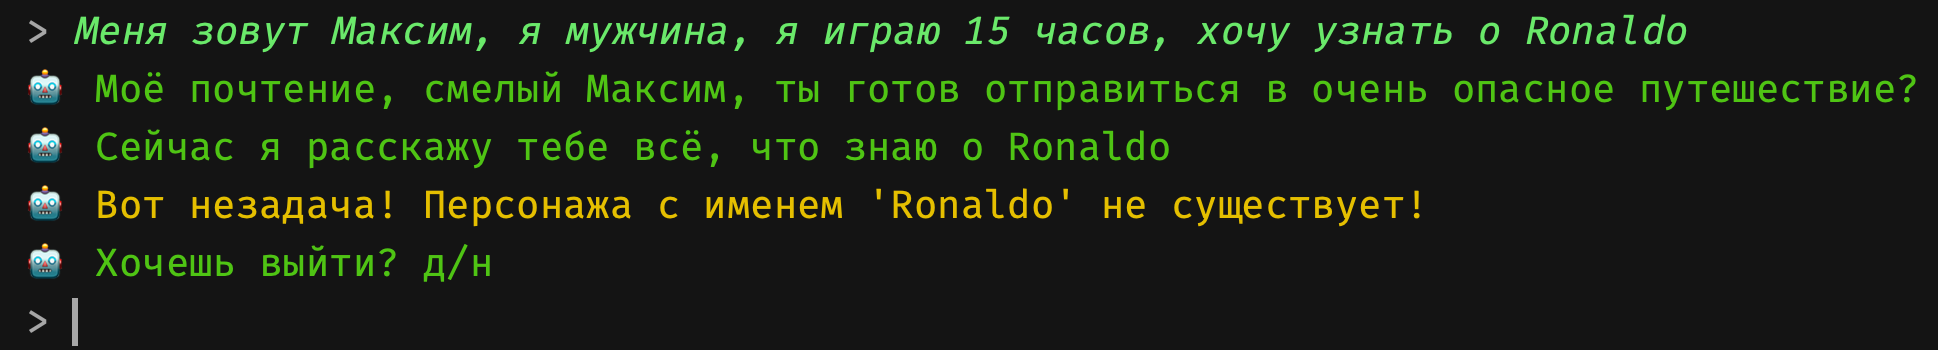 > Меня зовут Максим, я мужчина, я играю 15 часов, хочу узнать о Ronaldo
🤖 Моё почтение, смелый Максим, ты готов отправиться в очень опасное путешествие?
🤖 Сейчас я расскажу тебе всё, что знаю о Ronaldo
🤖 Вот незадача! Персонажа с именем 'Ronaldo' не существует!
🤖 Хочешь выйти? д/н
>